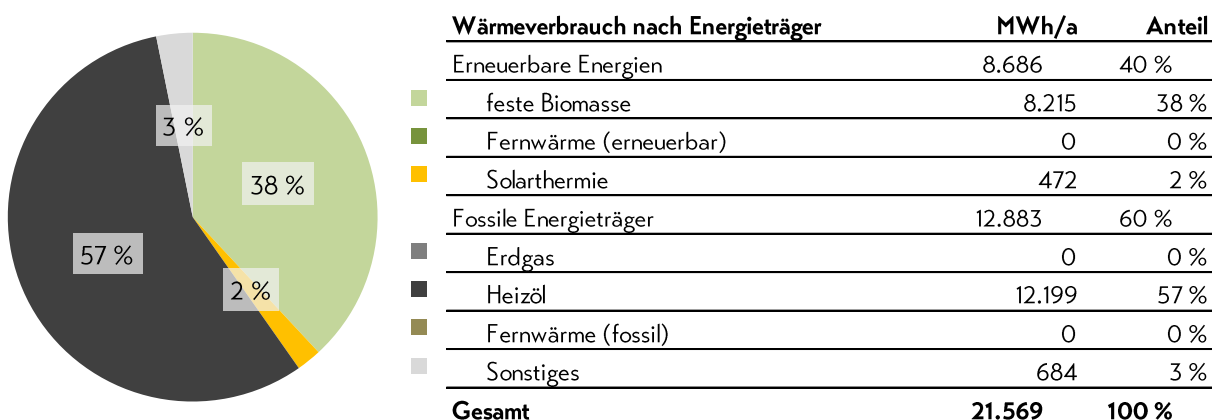 3 %
38 %
57 %
2 %
Wärmeverbrauch nach Energieträger MWh/a Anteil
Erneuerbare Energien 8.686 40 %
feste Biomasse 8.215 38 %
Fernwärme (erneuerbar) 0 0 %
Solarthermie 472 2 %
Fossile Energieträger 12.883 60 %
Erdgas 0 0 %
Heizöl 12.199 57 %
Fernwärme (fossil) 0 0 %
Sonstiges 684 3 %
Gesamt 21.569 100 %